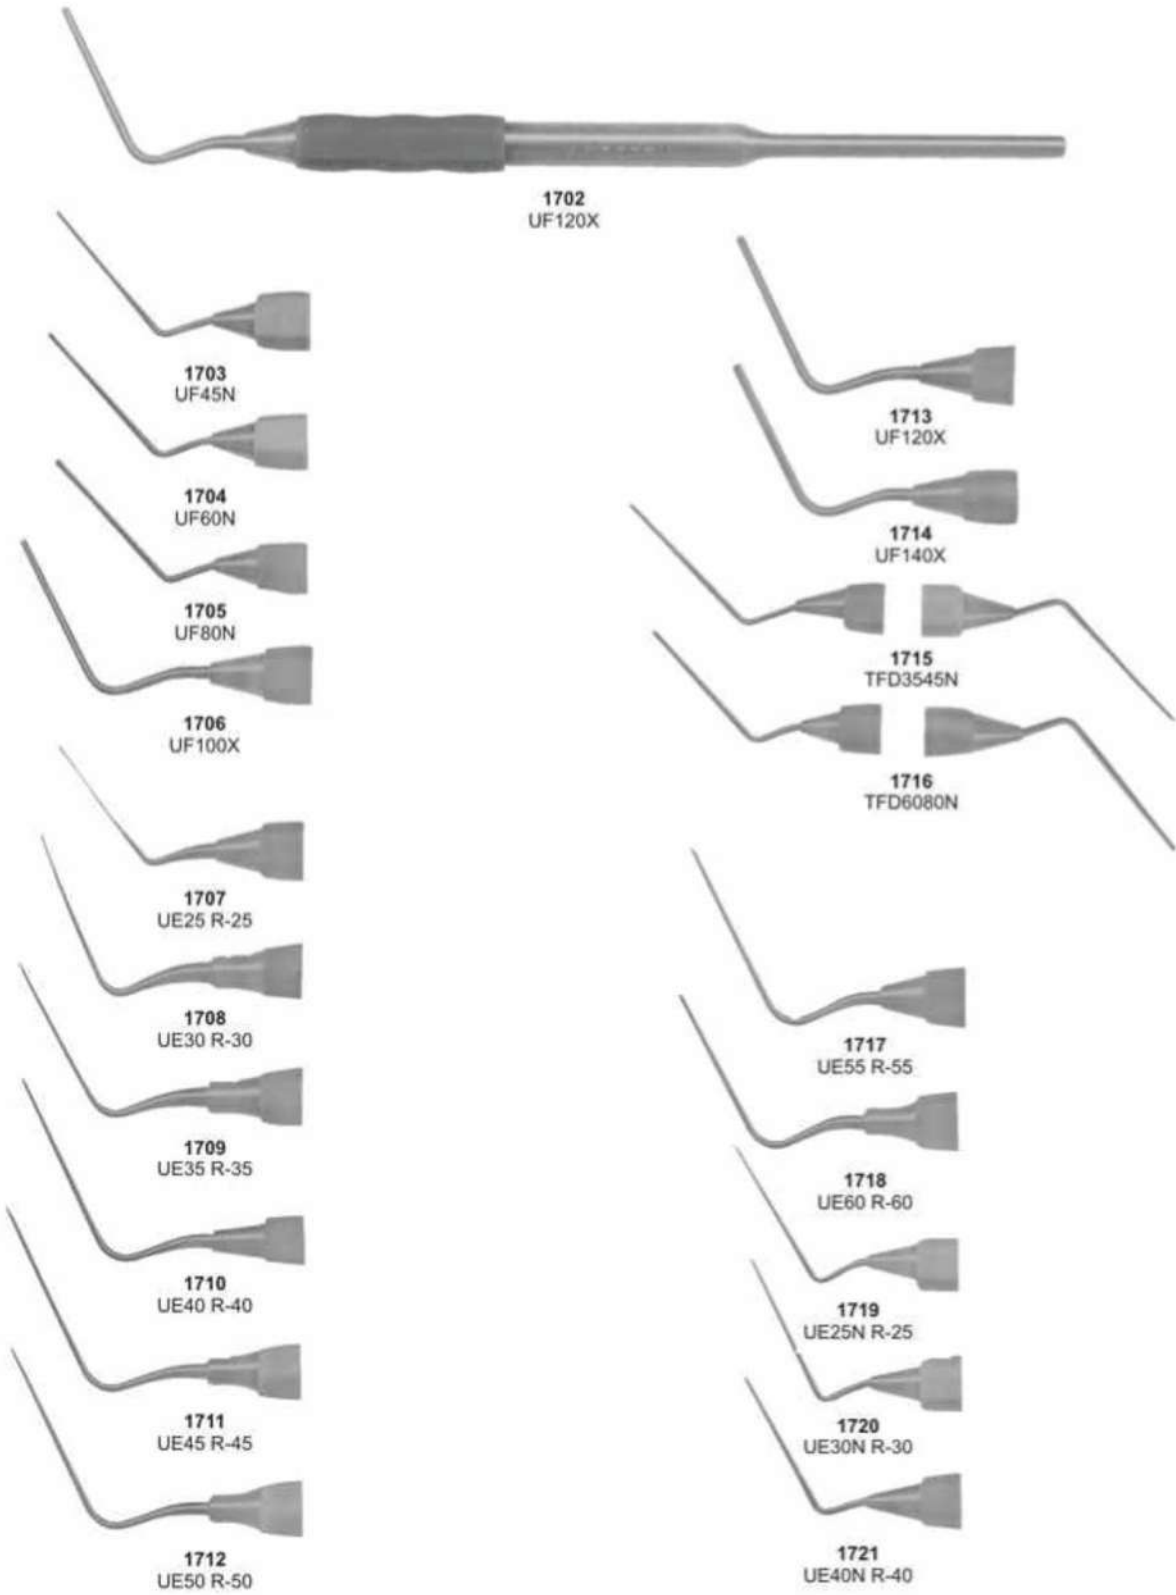 1702
UF120X
1703
UF45N
1704
UF60N
1705
UF80N
1706
UF100X
1707
UE25 R-25
1708
UE30 R-30
1709
UE35 R-35
1710
UE40 R-40
1711
UE45 R-45
1712
UE50 R-50
1713
UF120X
1714
UF140X
1715
TFD3545N
1716
TFD6080N
1717
UE55 R-55
1718
UE60 R-60
1719
UE25N R-25
1720
UE30N R-30
1721
UE40N R-40